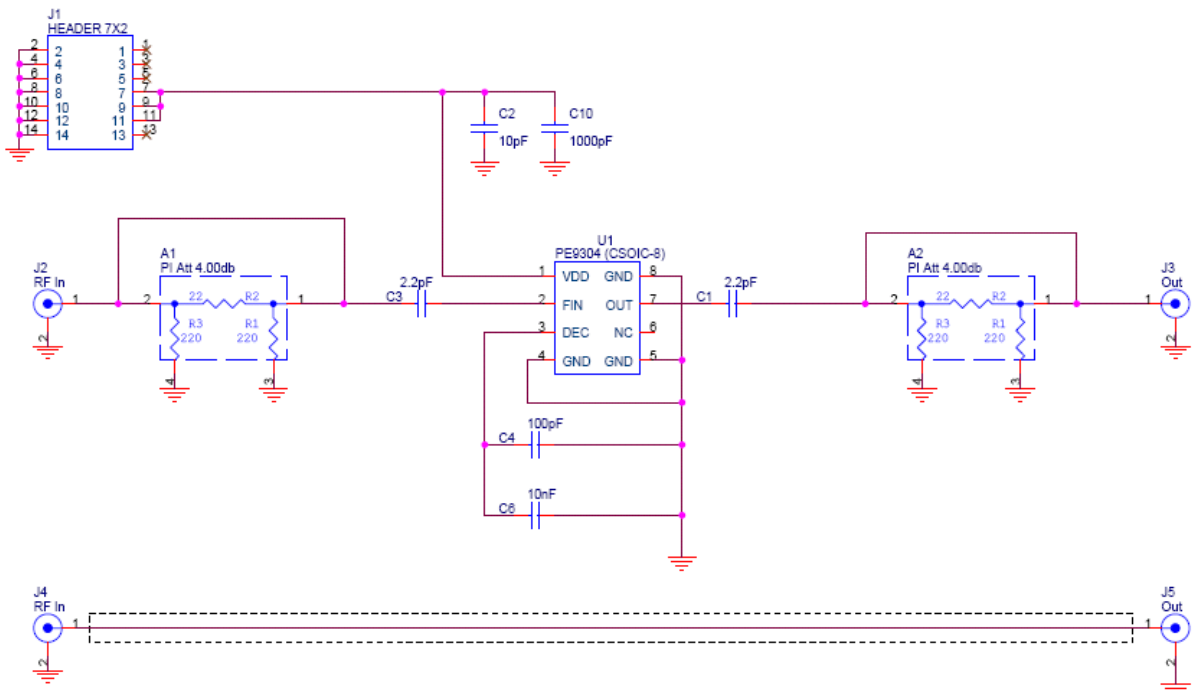 J1
HEADER 7X2
2 2 1 1
4 4 3 3
6 6 5 5
8 8 7 7
10 10 9 9
12 12 11 11
14 14 13 13
C2
10pF
C10
1000pF
J2
RF In
1
2
A1
PI Att 4.00db
2 22 R2 1
R3
220
R1
220
4 3
2.2pF
C3
U1
PE9304 (CSOIC-8)
1 VDD GND 8
2 FIN OUT 7
3 DEC NC 6
4 GND GND 5
2.2pF
C1
A2
PI Att 4.00db
2 22 R2 1
R3
220
R1
220
4 3
J3
Out
1
2
100pF
C4
10nF
C6
J4
RF In
1
2
J5
Out
1
2